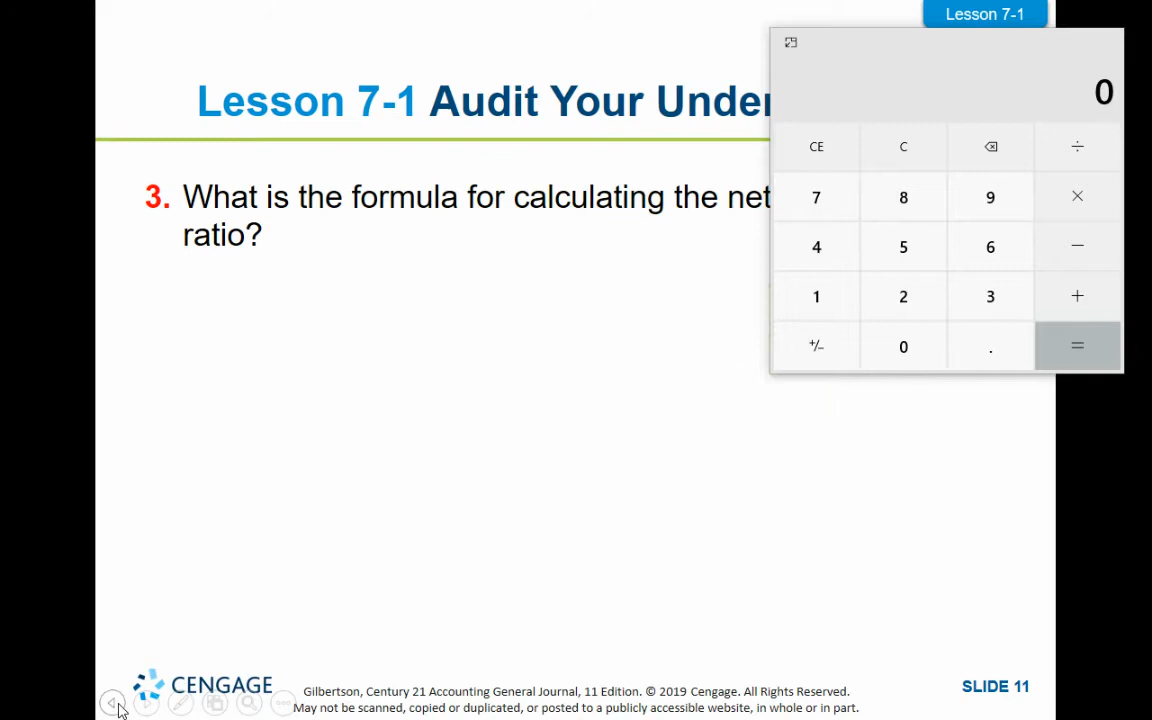 Lesson 7-1
Lesson 7-1 Audit Your Under
0
CE C
7 8 9 ×
4 5 6 −
1 2 3 +
+/− 0 . =
÷
3. What is the formula for calculating the net
ratio?
CENGAGE
Gilbertson, Century 21 Accounting General Journal, 11 Edition. © 2019 Cengage. All Rights Reserved.
May not be scanned, copied or duplicated, or posted to a publicly accessible website, in whole or in part.
SLIDE 11